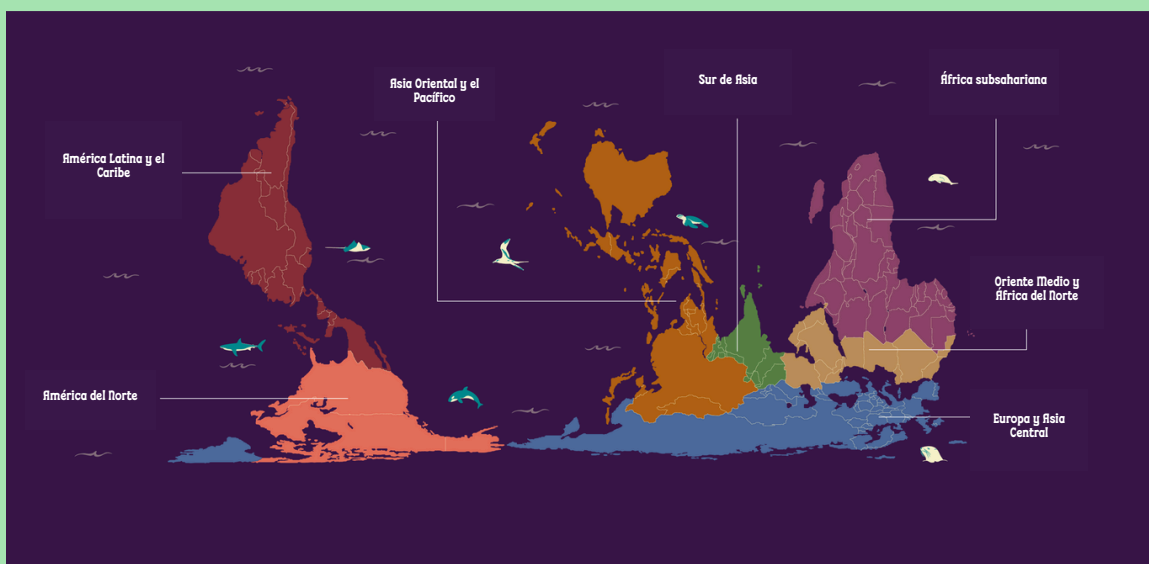 Asia Oriental y el
Pacífico
Sur de Asia
África subsahariana
América Latina y el
Caribe
Oriente Medio y
África del Norte
América del Norte
Europa y Asia
Central